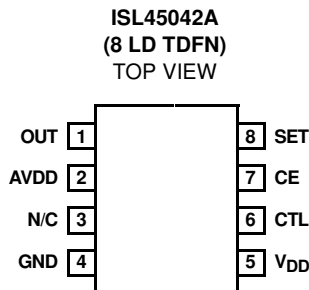 ISL45042A
(8 LD TDFN)
TOP VIEW
OUT 1 8 SET
AVDD 2 7 CE
N/C 3 6 CTL
GND 4 5 VDD